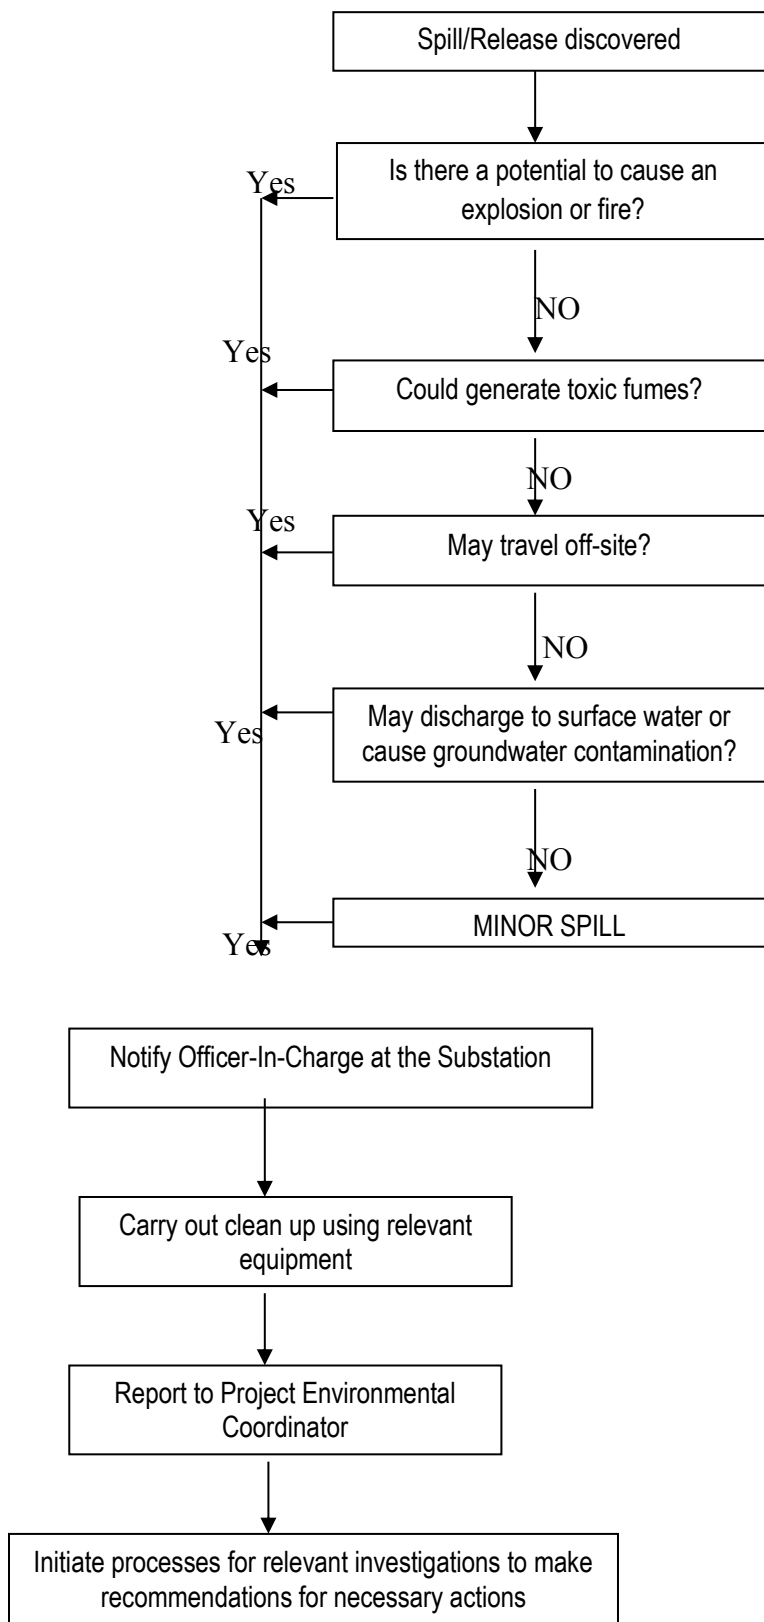 Spill/Release discovered
Is there a potential to cause an
explosion or fire?
Yes
NO
Yes
Could generate toxic fumes?
NO
Yes
May travel off-site?
NO
May discharge to surface water or
cause groundwater contamination?
Yes
NO
MINOR SPILL
Yes
Notify Officer-In-Charge at the Substation
Carry out clean up using relevant
equipment
Report to Project Environmental
Coordinator
Initiate processes for relevant investigations to make
recommendations for necessary actions